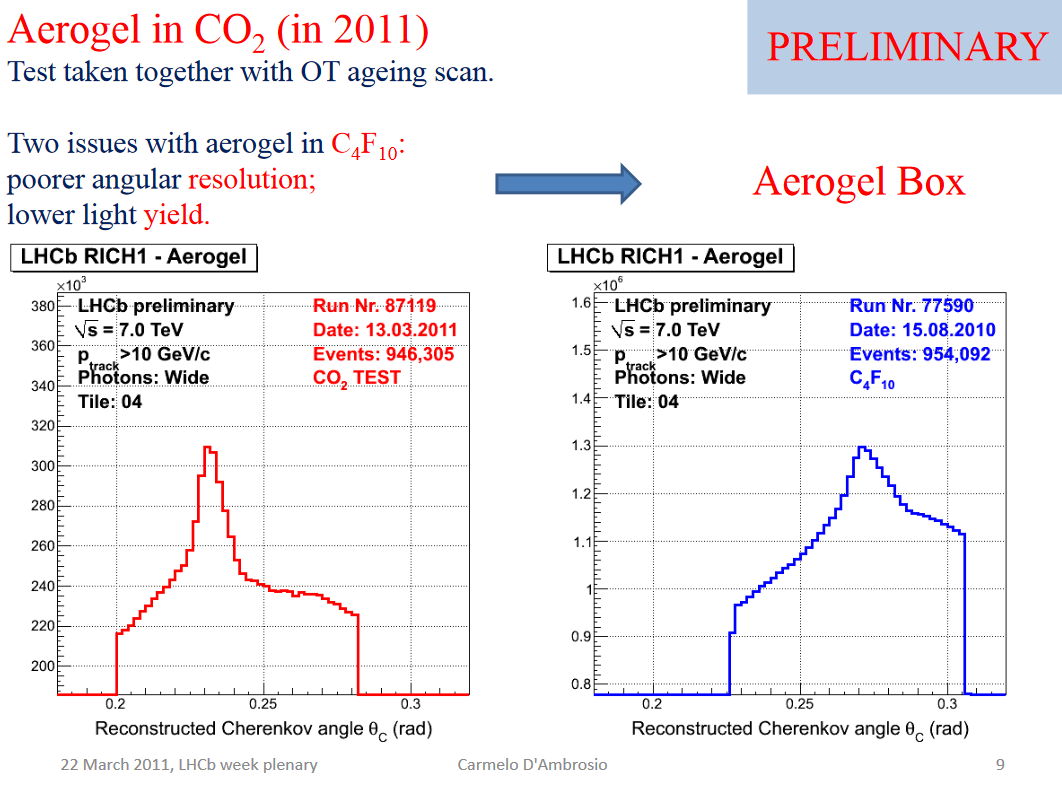 Aerogel in CO₂ (in 2011)
Test taken together with OT ageing scan.
PRELIMINARY
Two issues with aerogel in C₄F₁₀:
poorer angular resolution;
lower light yield.
Aerogel Box
LHCb RICH1 - Aerogel
×10³
LHCb preliminary
√s = 7.0 TeV
p_track >10 GeV/c
Photons: Wide
Tile: 04
Run Nr. 87119
Date: 13.03.2011
Events: 946,305
CO₂ TEST
380
360
340
320
300
280
260
240
220
200
0.2 0.25 0.3
Reconstructed Cherenkov angle θ_C (rad)
LHCb RICH1 - Aerogel
×10⁶
LHCb preliminary
√s = 7.0 TeV
p_track >10 GeV/c
Photons: Wide
Tile: 04
Run Nr. 77590
Date: 15.08.2010
Events: 954,092
C₄F₁₀
1.6
1.5
1.4
1.3
1.2
1.1
1
0.9
0.8
0.2 0.25 0.3
Reconstructed Cherenkov angle θ_C (rad)
22 March 2011, LHCb week plenary
Carmelo D'Ambrosio
9